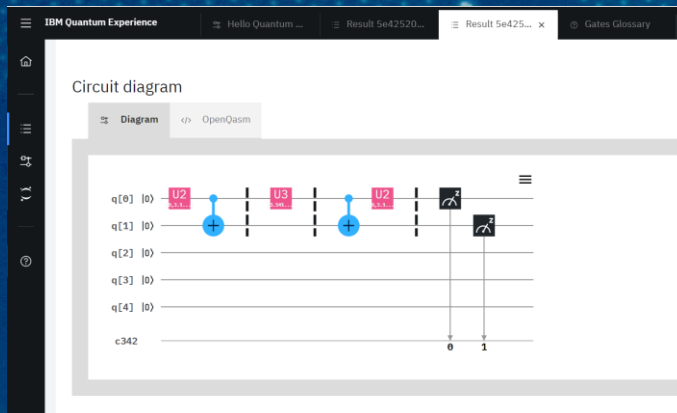 IBM Quantum Experience
Hello Quantum ...
Result 5e42520...
Result 5e425... ×
Gates Glossary
Circuit diagram
Diagram
</> OpenQasm
q[0] |0⟩ U2 U3 U2 z
q[1] |0⟩ z
q[2] |0⟩
q[3] |0⟩
q[4] |0⟩
c342
0 1